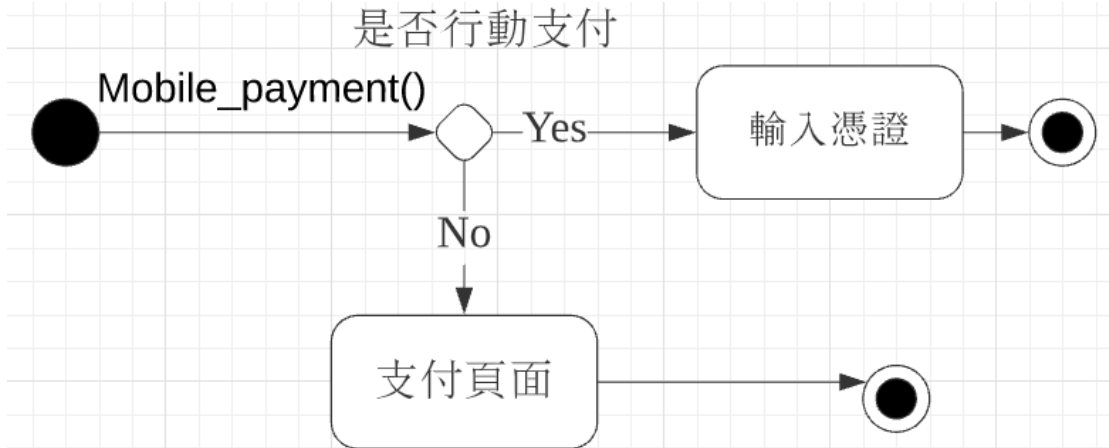 是否行動支付
Mobile_payment()
Yes
輸入憑證
No
支付頁面